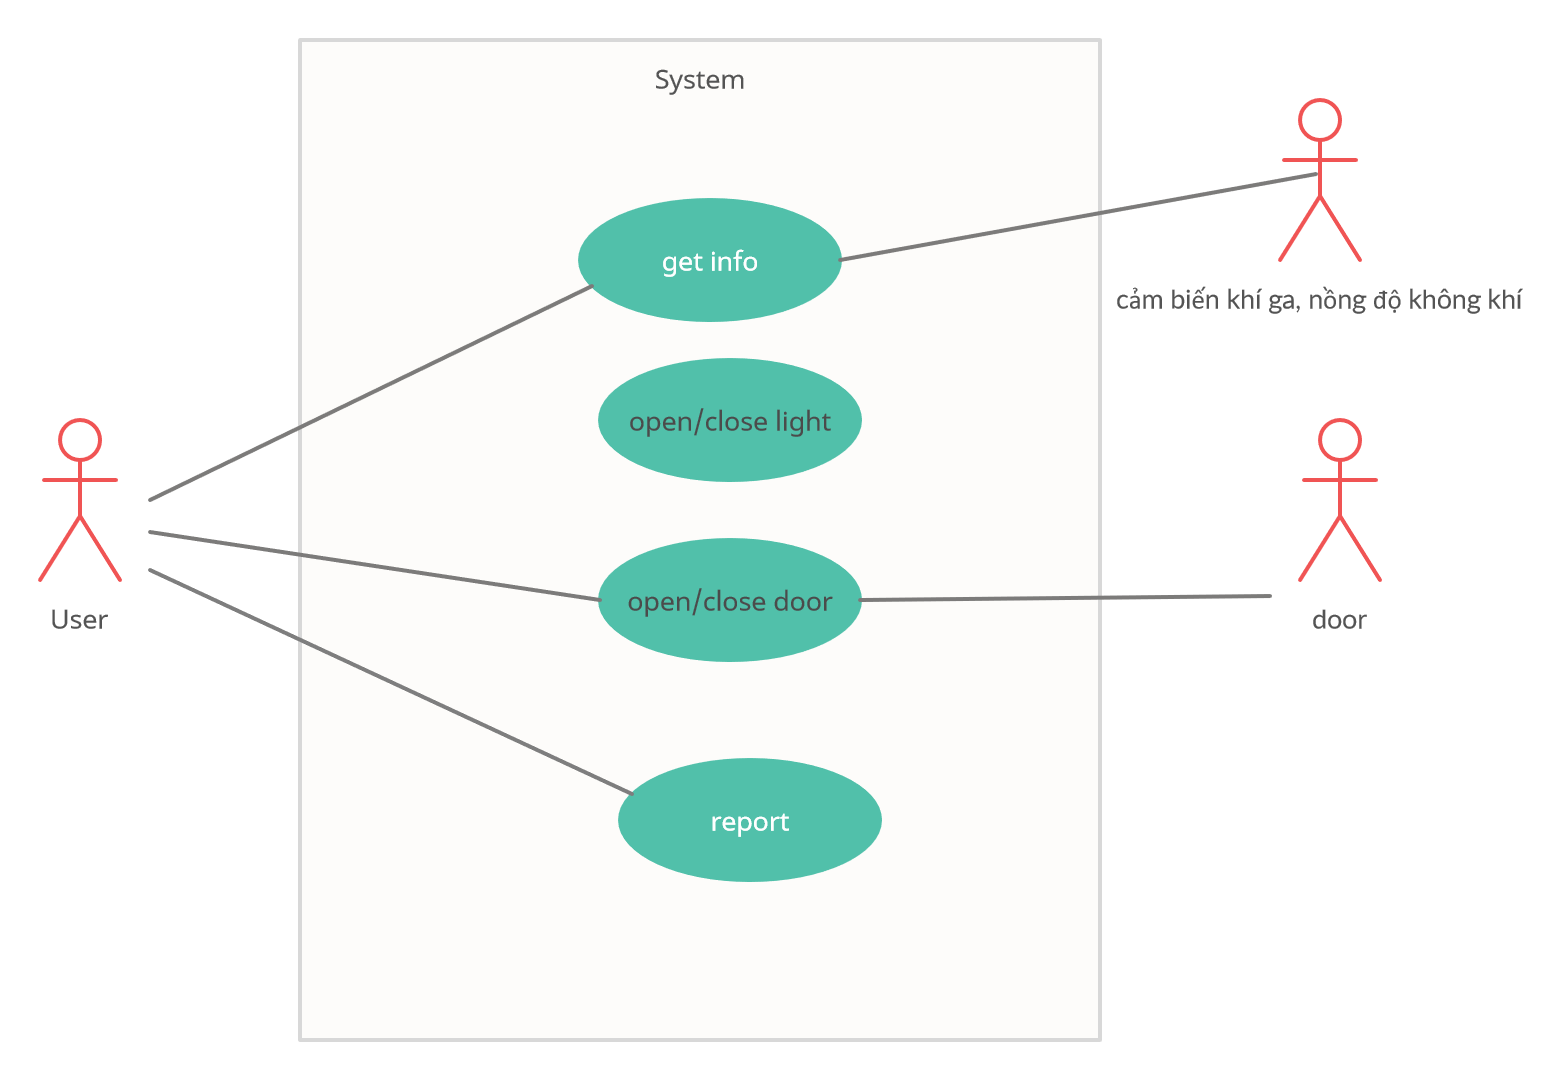 System
get info
cảm biến khí ga, nồng độ không khí
open/close light
open/close door
User
door
report